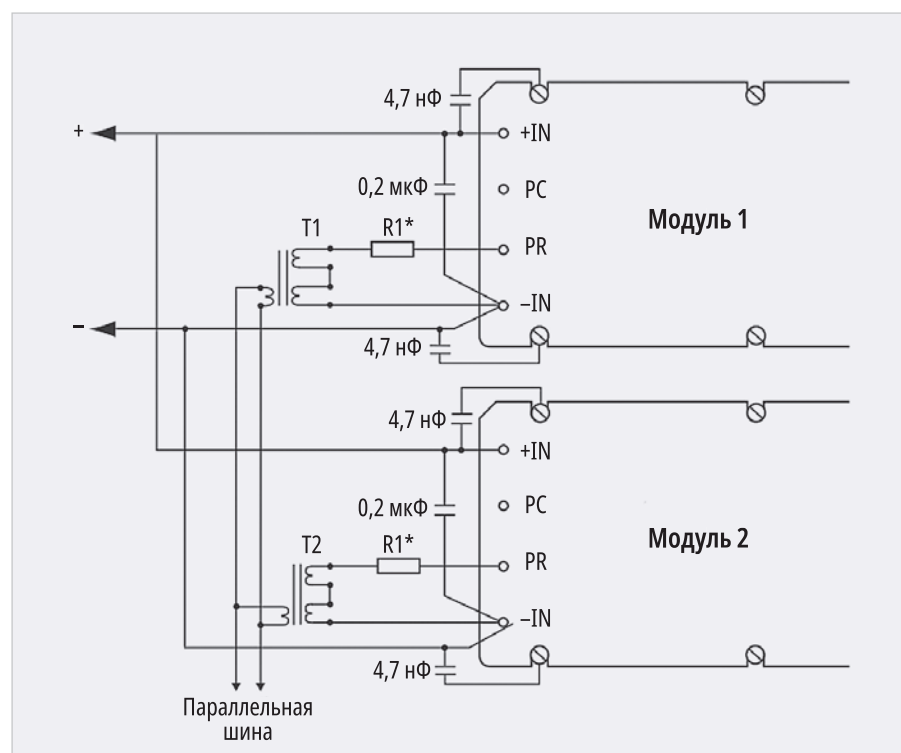 4,7 нФ
+
+IN
0,2 мкФ
PC
Модуль 1
T1
R1*
PR
–IN
–
4,7 нФ
4,7 нФ
+IN
0,2 мкФ
PC
Модуль 2
T2
R1*
PR
–IN
4,7 нФ
Параллельная
шина